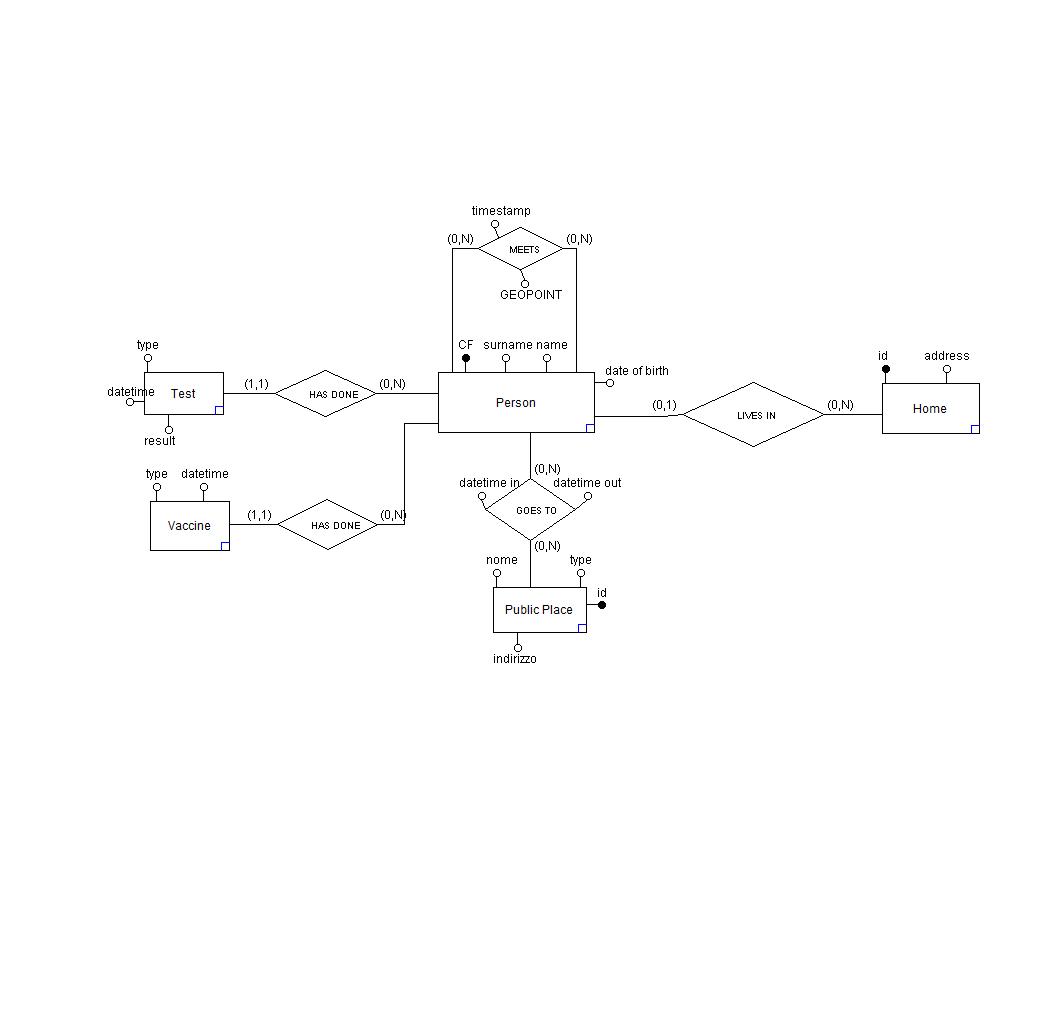 timestamp
(0,N)
MEETS
(0,N)
GEOPOINT
type
CF
surname
name
date of birth
id
address
datetime
Test
(1,1)
HAS DONE
(0,N)
Person
(0,1)
LIVES IN
(0,N)
Home
result
type
datetime
(0,N)
datetime in
datetime out
Vaccine
(1,1)
HAS DONE
(0,N)
GOES TO
(0,N)
nome
type
id
Public Place
indirizzo